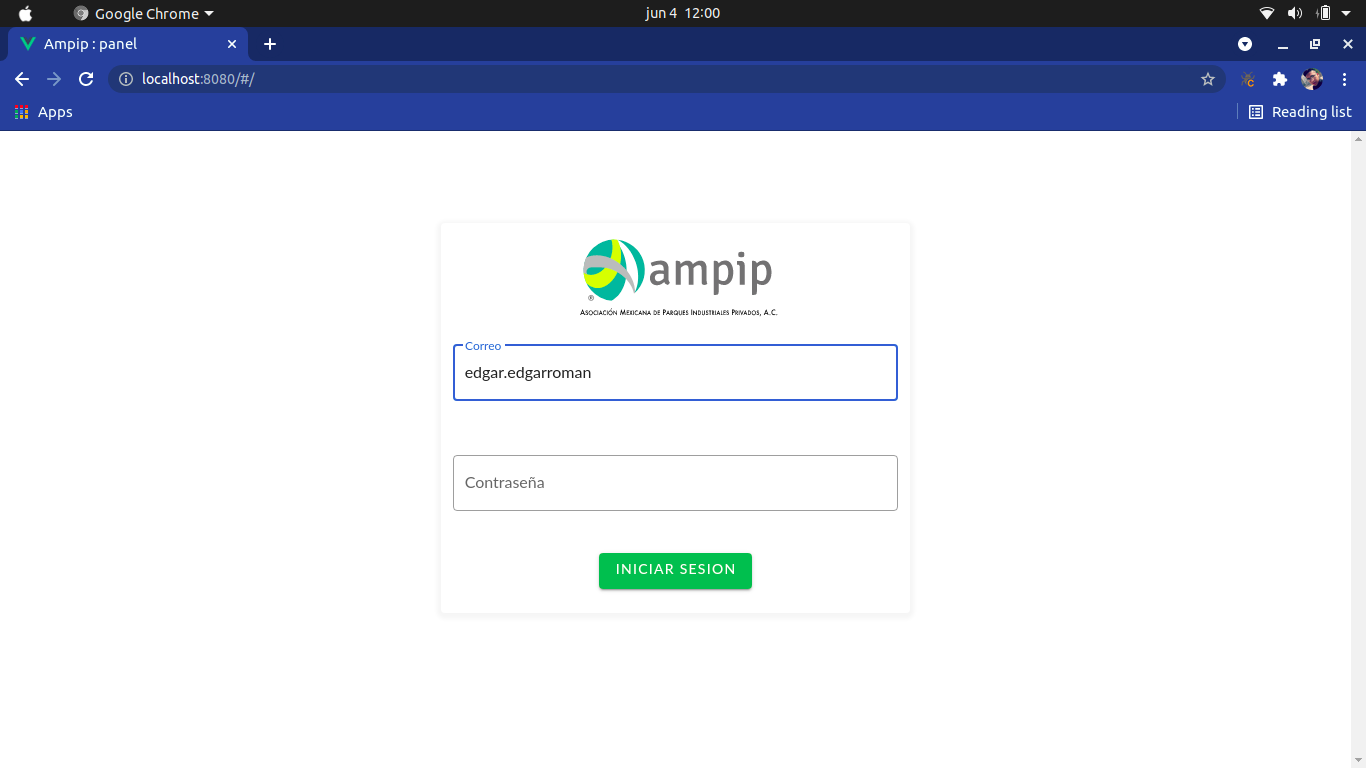 Google Chrome
jun 4 12:00
Ampip : panel
localhost:8080/#/
Apps
Reading list
ampip
®
Asociación Mexicana de Parques Industriales Privados, A.C.
Correo
edgar.edgarroman
Contraseña
INICIAR SESION